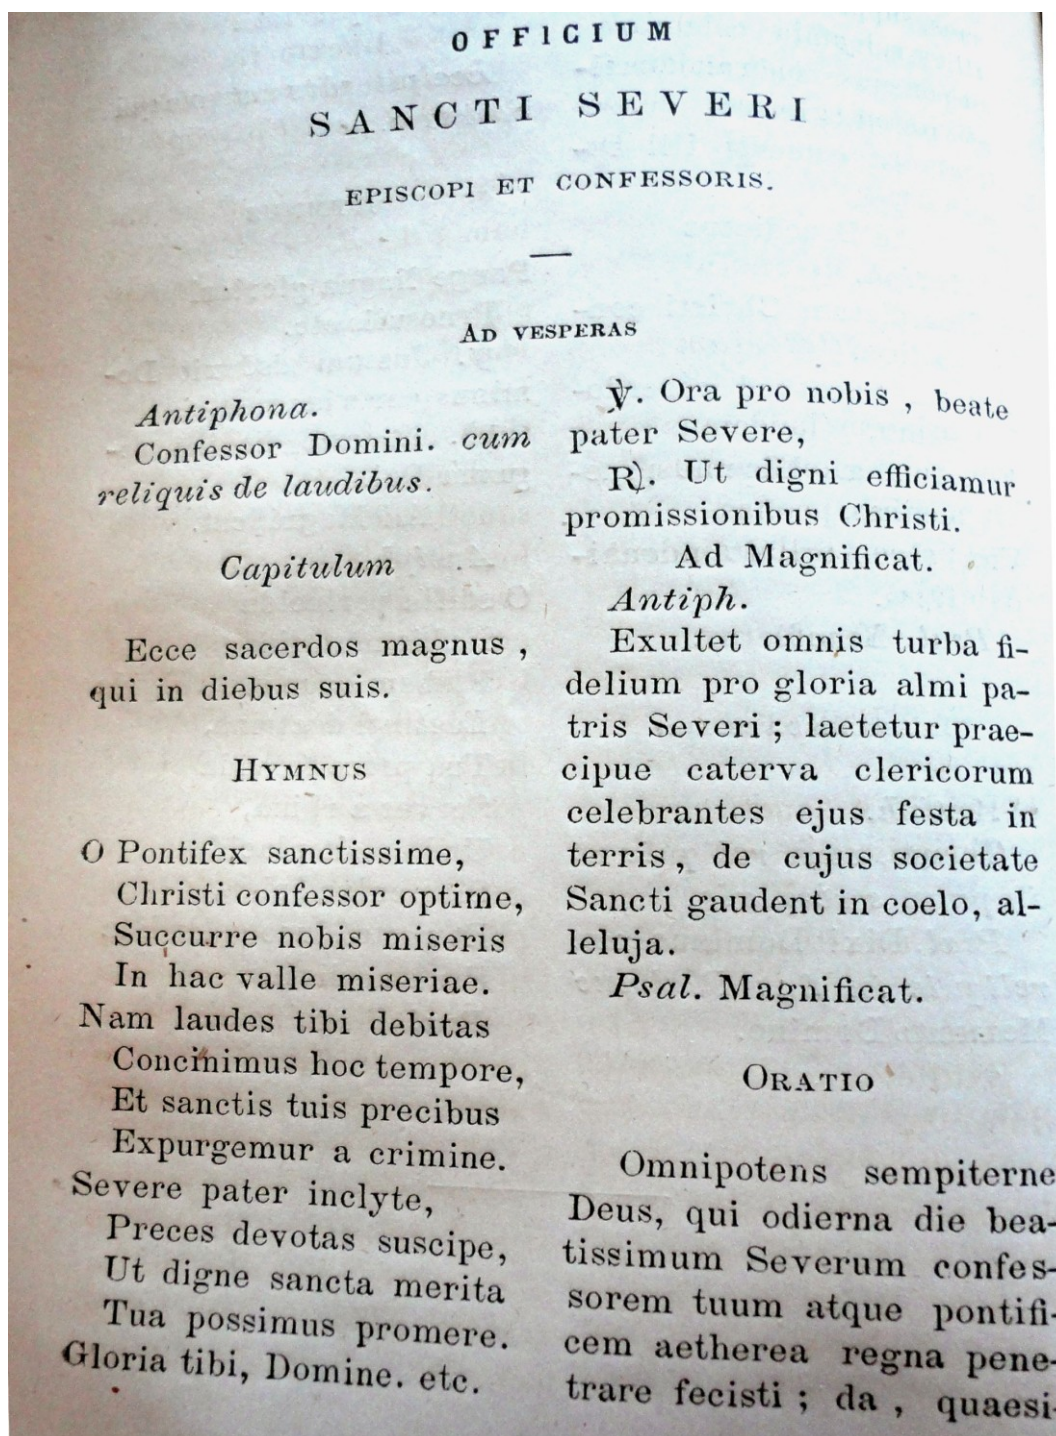 OFFICIUM
SANCTI SEVERI
EPISCOPI ET CONFESSORIS.
AD VESPERAS
Antiphona.
Confessor Domini. cum
reliquis de laudibus.
Capitulum
Ecce sacerdos magnus ,
qui in diebus suis.
HYMNUS
O Pontifex sanctissime,
Christi confessor optime,
Succurre nobis miseris
In hac valle miseriae.
Nam laudes tibi debitas
Concinimus hoc tempore,
Et sanctis tuis precibus
Expurgemur a crimine.
Severe pater inclyte,
Preces devotas suscipe,
Ut digne sancta merita
Tua possimus promere.
Gloria tibi, Domine. etc.
℣. Ora pro nobis , beate
pater Severe,
℟. Ut digni efficiamur
promissionibus Christi.
Ad Magnificat.
Antiph.
Exultet omnis turba fi-
delium pro gloria almi pa-
tris Severi ; laetetur prae-
cipue caterva clericorum
celebrantes ejus festa in
terris , de cujus societate
Sancti gaudent in coelo, al-
leluja.
Psal. Magnificat.
ORATIO
Omnipotens sempiterne
Deus, qui odierna die bea-
tissimum Severum confes-
sorem tuum atque pontifi-
cem aetherea regna pene-
trare fecisti ; da , quaesi-